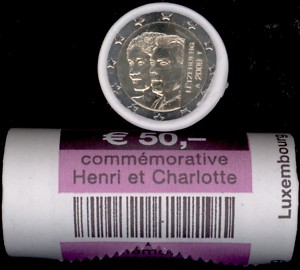 LËTZEBUERG
2009
€ 50,–
commémorative
Henri et Charlotte
Luxembourg